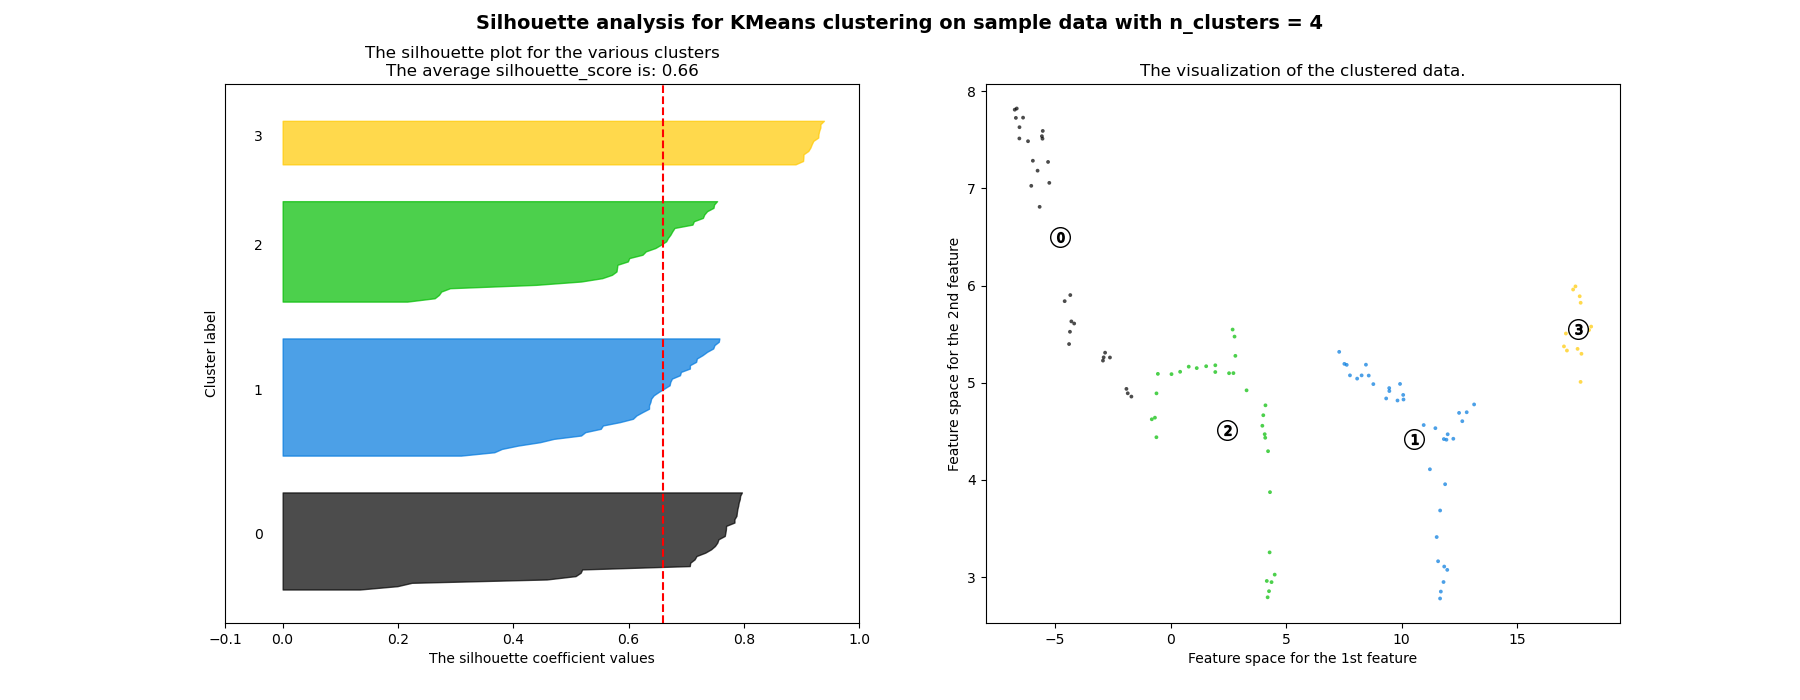 Silhouette analysis for KMeans clustering on sample data with n_clusters = 4
The silhouette plot for the various clusters
The average silhouette_score is: 0.66
3
2
1
0
Cluster label
−0.1 0.0 0.2 0.4 0.6 0.8 1.0
The silhouette coefficient values
The visualization of the clustered data.
8
7
6
5
4
3
Feature space for the 2nd feature
0
3
2
1
−5 0 5 10 15
Feature space for the 1st feature